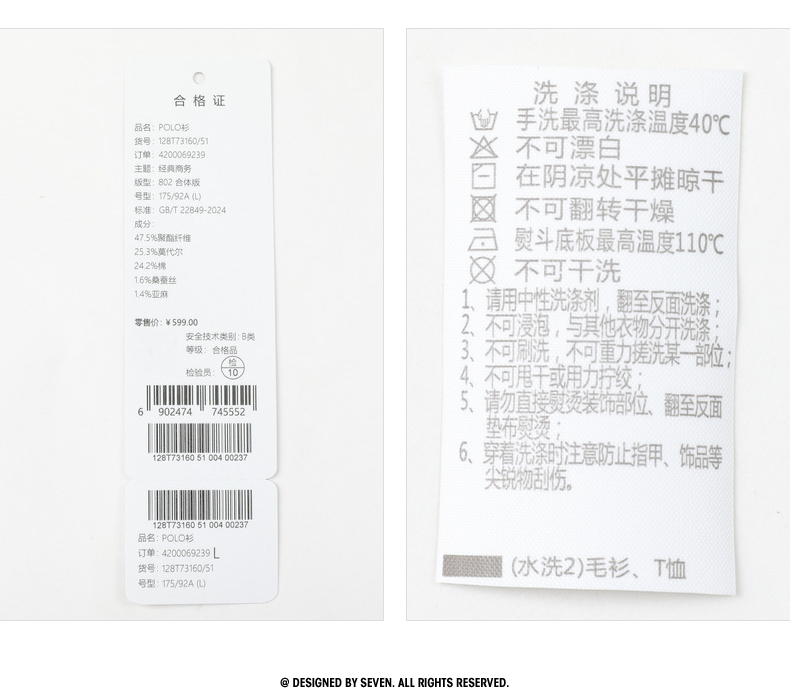 合格证
品名: POLO衫
货号: 128T73160/51
订单: 4200069239
主题: 经典商务
版型: 802 合体版
号型: 175/92A (L)
标准: GB/T 22849-2024
成分:
47.5%聚酯纤维
25.3%莫代尔
24.2%棉
1.6%桑蚕丝
1.4%亚麻
零售价: ¥599.00
安全技术类别: B类
等级: 合格品
检验员: 检 10
6 902474 745552
128T73160 51 004 00237
128T73160 51 004 00237
品名: POLO衫
订单: 4200069239 L
货号: 128T73160/51
号型: 175/92A (L)
洗涤说明
手洗最高洗涤温度40℃
不可漂白
在阴凉处平摊晾干
不可翻转干燥
熨斗底板最高温度110℃
不可干洗
1、请用中性洗涤剂，翻至反面洗涤；
2、不可浸泡，与其他衣物分开洗涤；
3、不可刷洗，不可重力搓洗某一部位；
4、不可甩干或用力拧绞；
5、请勿直接熨烫装饰部位、翻至反面
垫布熨烫；
6、穿着洗涤时注意防止指甲、饰品等
尖锐物刮伤。
(水洗2)毛衫、T恤
@ DESIGNED BY SEVEN. ALL RIGHTS RESERVED.